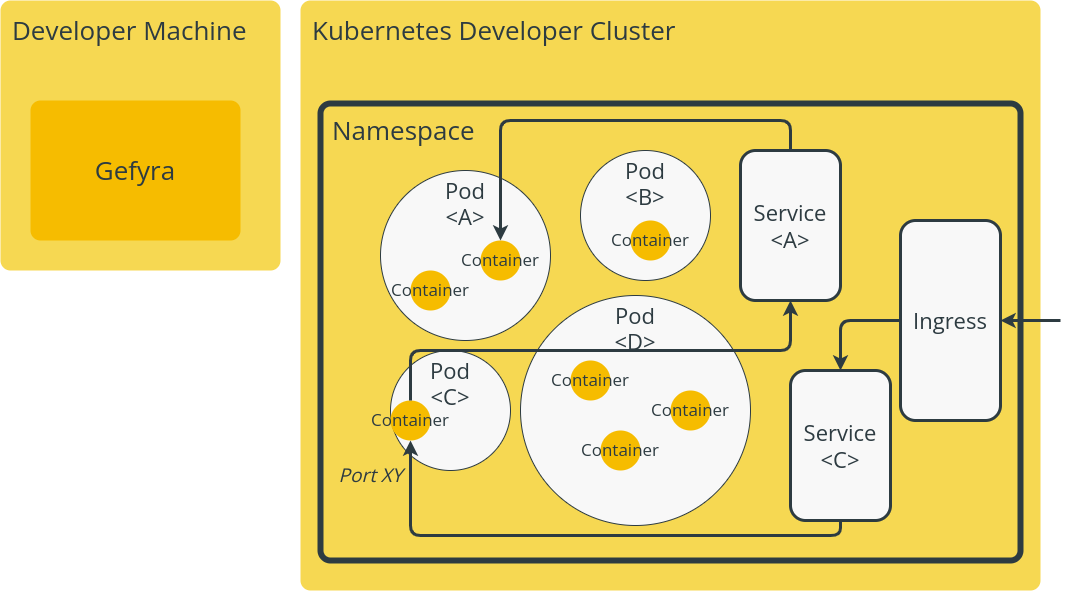 Developer Machine
Gefyra
Kubernetes Developer Cluster
Namespace
Pod
<A>
Container
Container
Pod
<B>
Container
Service
<A>
Ingress
Pod
<C>
Container
Port XY
Pod
<D>
Container
Container
Container
Service
<C>